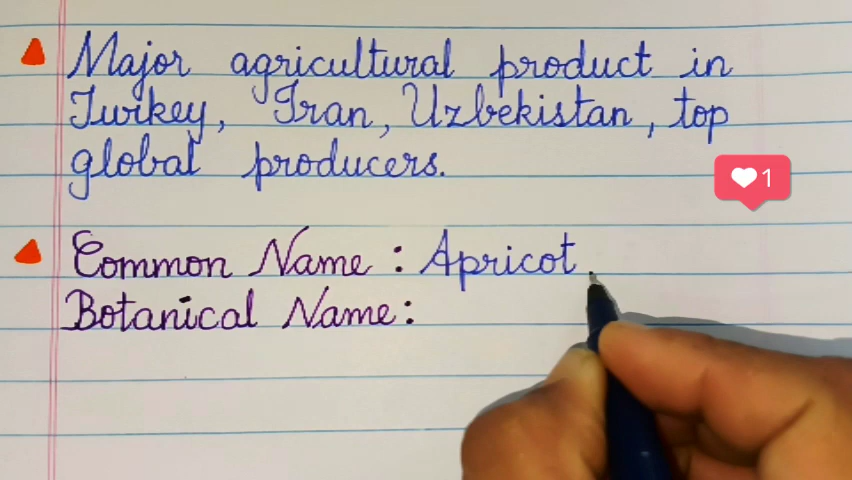 Major agricultural product in
Turkey, Iran, Uzbekistan, top
global producers.
1
Common Name : Apricot.
Botanical Name: